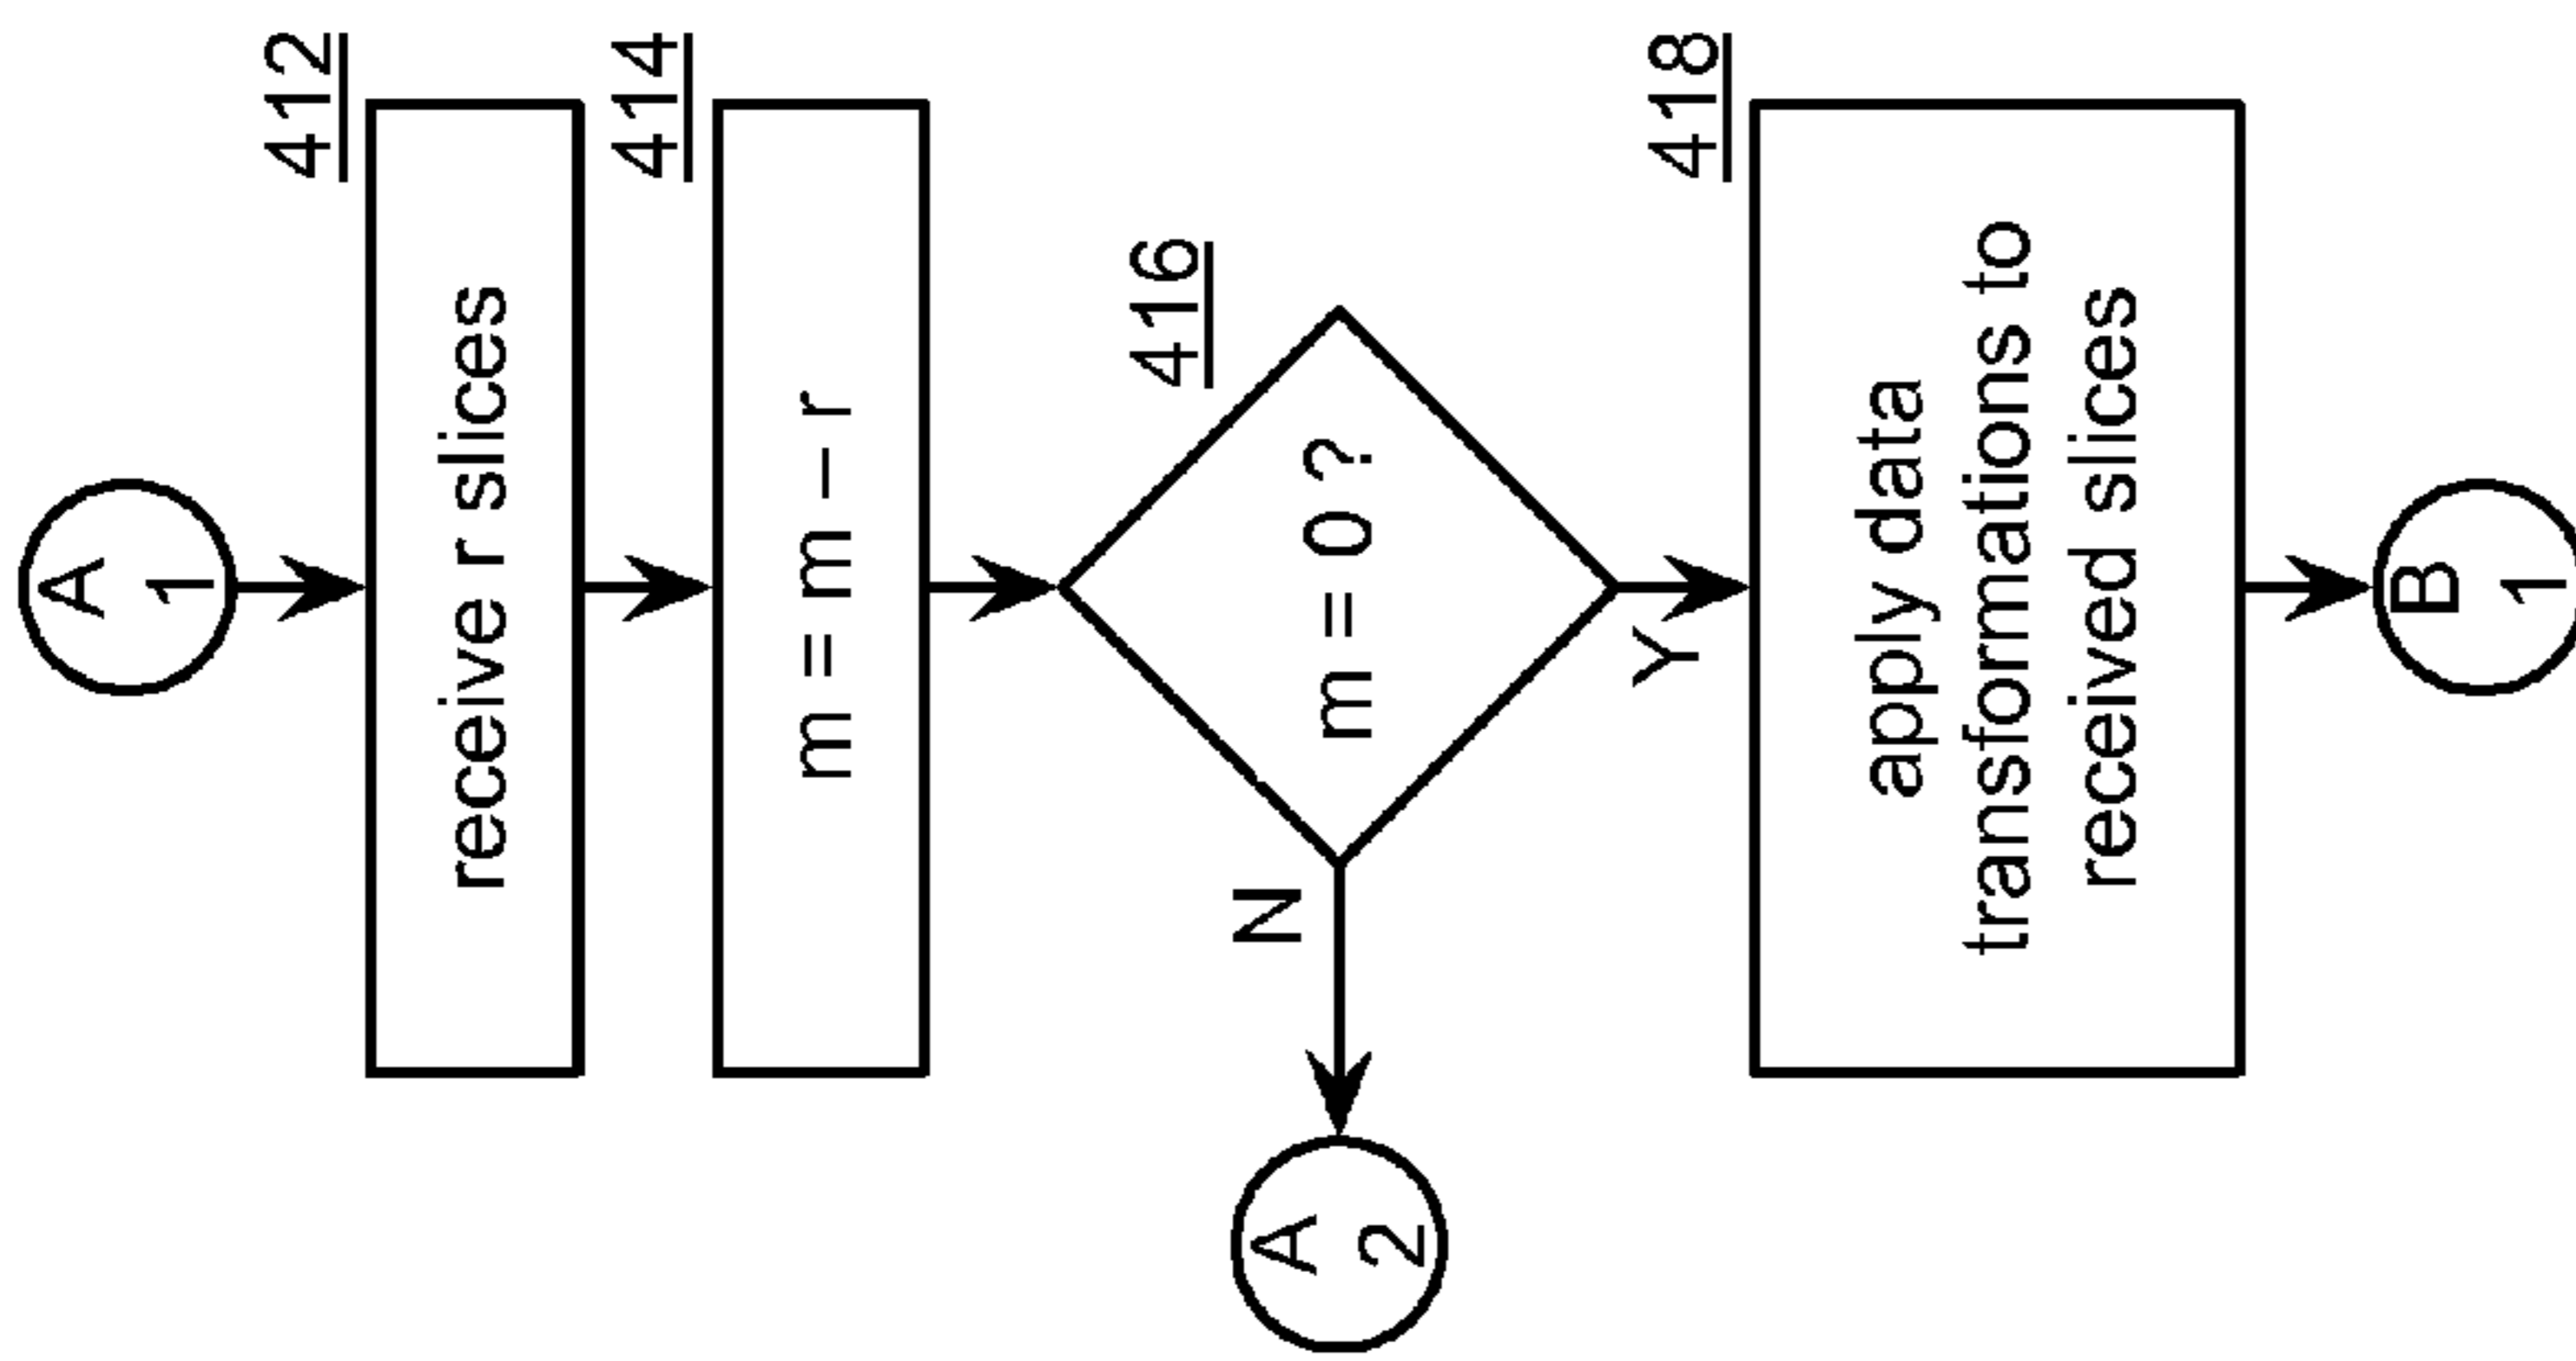 A
1
412
receive r slices
414
m = m – r
416
m = 0 ?
N
A
2
Y
418
apply data
transformations to
received slices
B
1